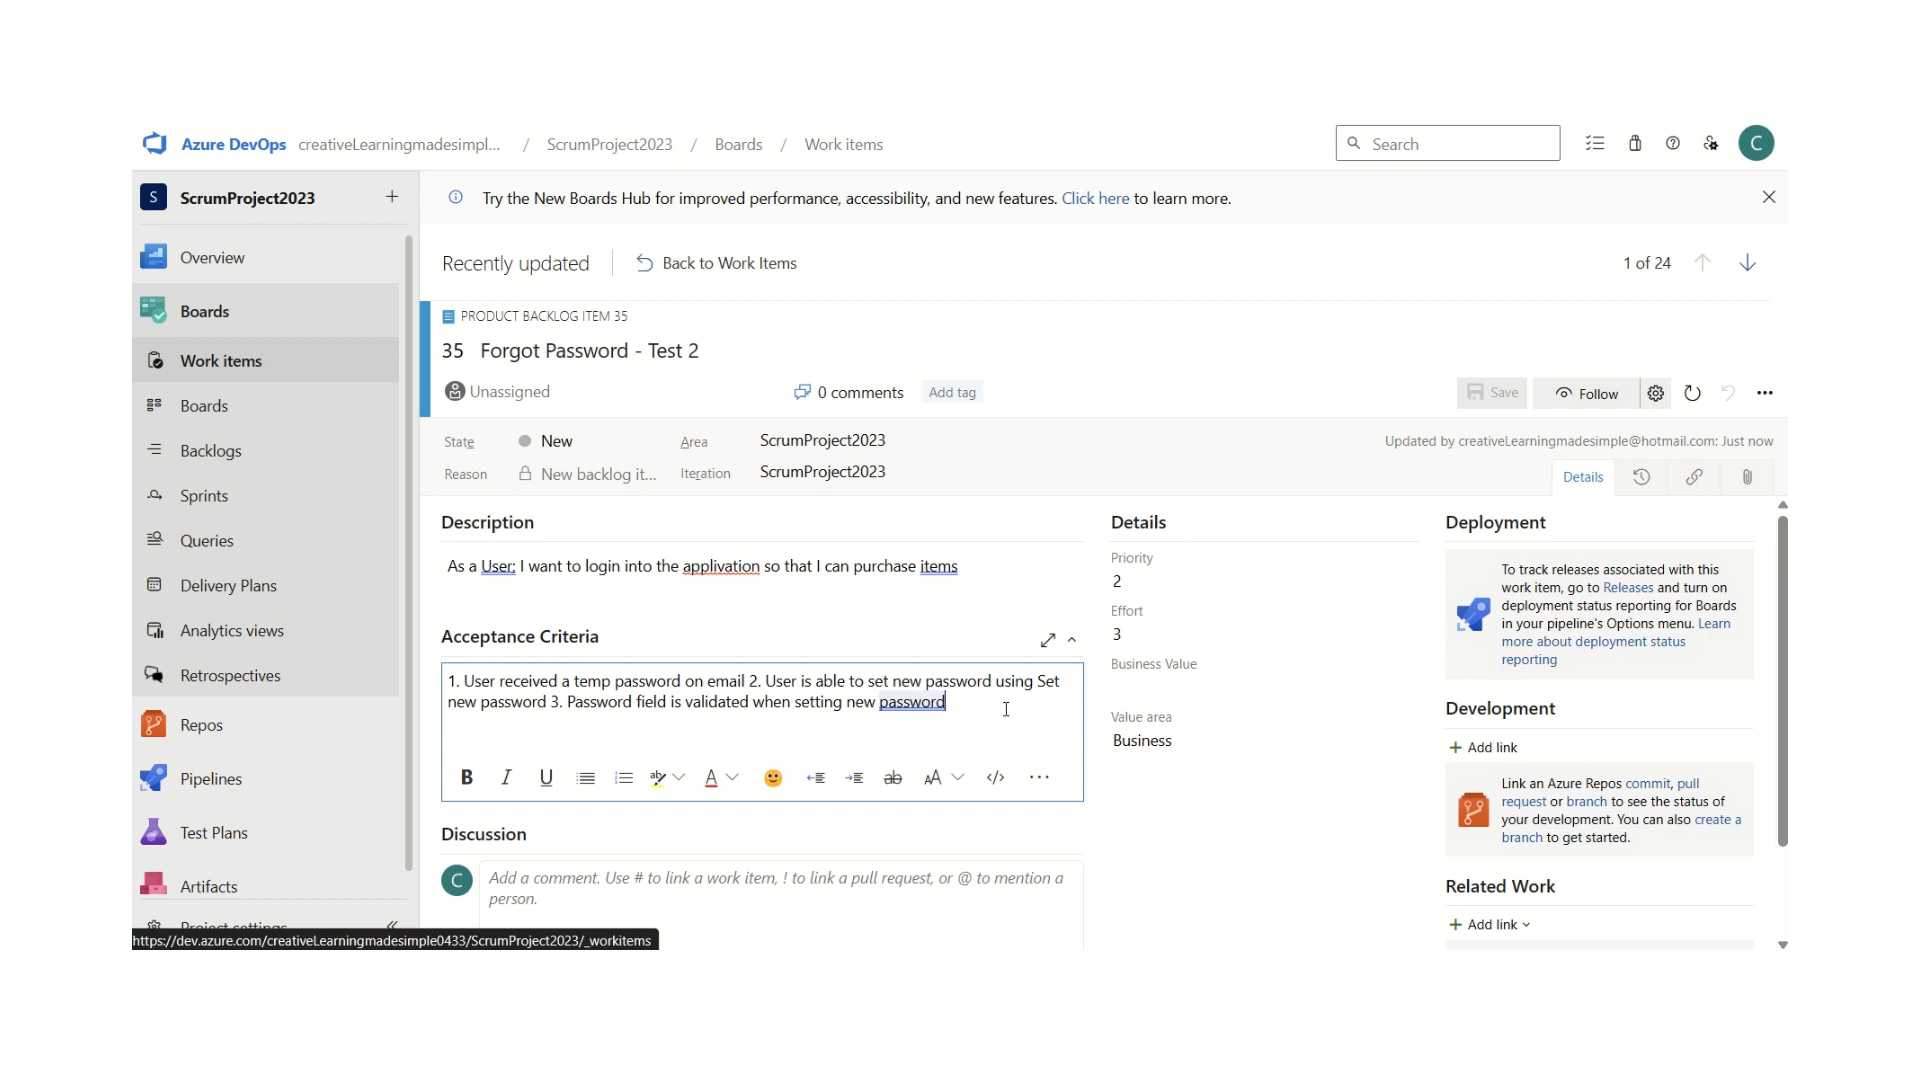 Azure DevOps creativeLearningmadesimpl... / ScrumProject2023 / Boards / Work items
Search
C
S ScrumProject2023
Try the New Boards Hub for improved performance, accessibility, and new features. Click here to learn more.
Overview
Boards
Work items
Boards
Backlogs
Sprints
Queries
Delivery Plans
Analytics views
Retrospectives
Repos
Pipelines
Test Plans
Artifacts
Project settings
https://dev.azure.com/creativeLearningmadesimple0433/ScrumProject2023/_workitems
Recently updated
Back to Work Items
1 of 24
PRODUCT BACKLOG ITEM 35
35 Forgot Password - Test 2
Unassigned
0 comments
Add tag
Save
Follow
State New
Area ScrumProject2023
Reason New backlog it...
Iteration ScrumProject2023
Updated by creativeLearningmadesimple@hotmail.com: Just now
Details
Description
As a User; I want to login into the applivation so that I can purchase items
Acceptance Criteria
1. User received a temp password on email 2. User is able to set new password using Set
new password 3. Password field is validated when setting new password
B I U
Discussion
C
Add a comment. Use # to link a work item, ! to link a pull request, or @ to mention a
person.
Details
Priority
2
Effort
3
Business Value
Value area
Business
Deployment
To track releases associated with this
work item, go to Releases and turn on
deployment status reporting for Boards
in your pipeline's Options menu. Learn
more about deployment status
reporting
Development
+ Add link
Link an Azure Repos commit, pull
request or branch to see the status of
your development. You can also create a
branch to get started.
Related Work
+ Add link